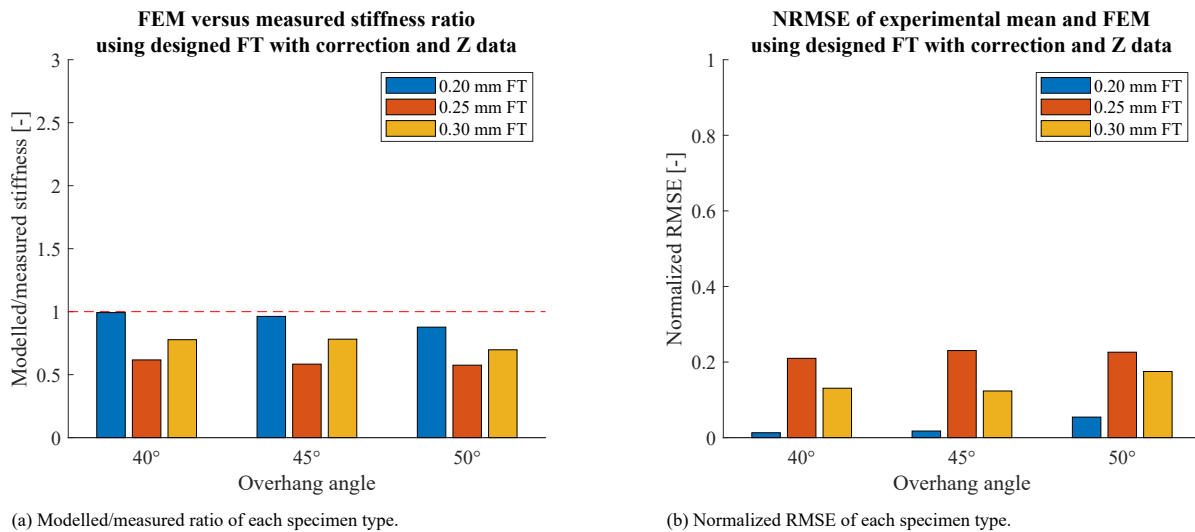 FEM versus measured stiffness ratio
using designed FT with correction and Z data
3
2.5
2
1.5
1
0.5
0
Modelled/measured stiffness [-]
0.20 mm FT
0.25 mm FT
0.30 mm FT
40°
45°
50°
Overhang angle
(a) Modelled/measured ratio of each specimen type.
NRMSE of experimental mean and FEM
using designed FT with correction and Z data
1
0.8
0.6
0.4
0.2
0
Normalized RMSE [-]
0.20 mm FT
0.25 mm FT
0.30 mm FT
40°
45°
50°
Overhang angle
(b) Normalized RMSE of each specimen type.